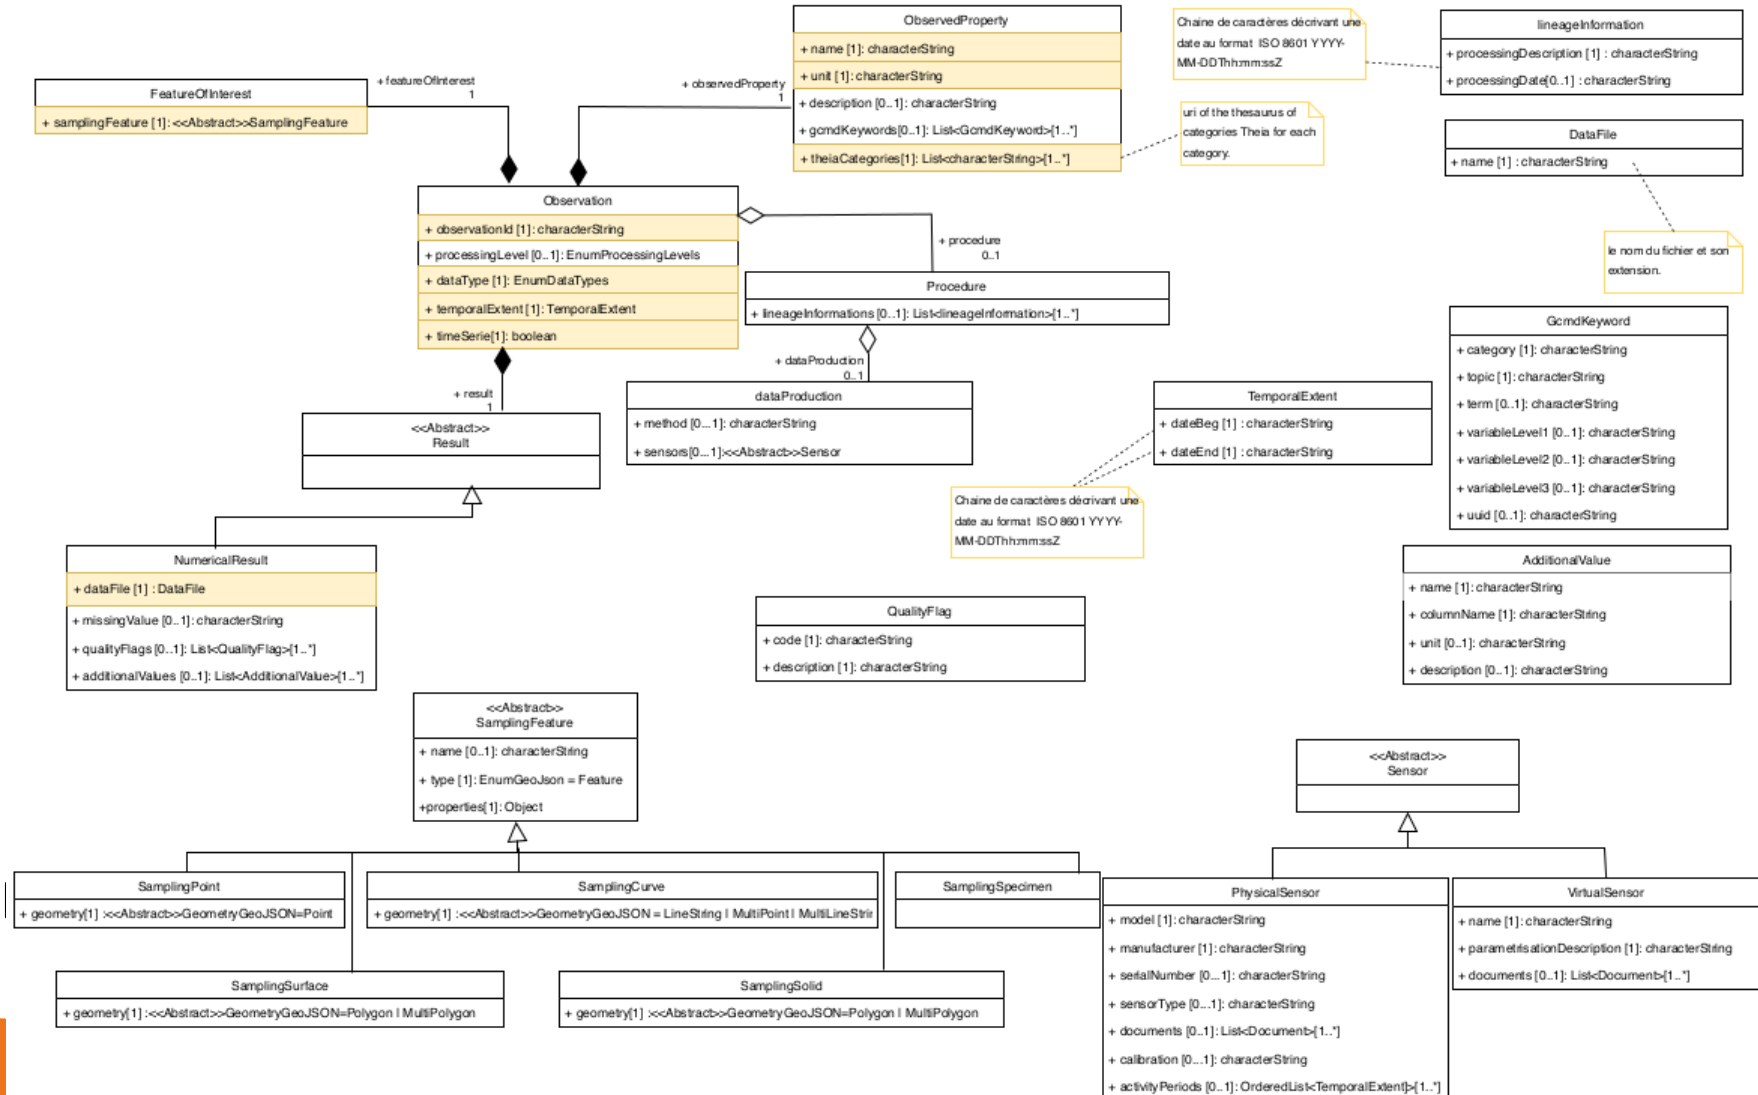 ObservedProperty
+ name [1]: characterString
+ unit [1]: characterString
+ description [0..1]: characterString
+ gcmdKeywords[0..1]: List<GcmdKeyword>[1..*]
+ theiaCategories[1]: List<characterString>[1..*]
Chaine de caractères décrivant une
date au format ISO 8601 YYYY-
MM-DDThh:mm:ssZ
lineageInformation
+ processingDescription [1] : characterString
+ processingDate[0..1] : characterString
uri of the thesaurus of
categories Theia for each
category.
DataFile
+ name [1] : characterString
le nom du fichier et son
extension.
FeatureOfInterest
+ samplingFeature [1]: <<Abstract>>SamplingFeature
+ featureOfInterest
1
+ observedProperty
1
Observation
+ observationId [1]: characterString
+ processingLevel [0..1]: EnumProcessingLevels
+ dataType [1]: EnumDataTypes
+ temporalExtent [1]: TemporalExtent
+ timeSerie[1]: boolean
+ procedure
0..1
Procedure
+ lineageInformations [0..1]: List<lineageInformation>[1..*]
+ dataProduction
0..1
dataProduction
+ method [0...1]: characterString
+ sensors[0...1]:<<Abstract>>Sensor
+ result
1
<<Abstract>>
Result
TemporalExtent
+ dateBeg [1] : characterString
+ dateEnd [1] : characterString
Chaine de caractères décrivant une
date au format ISO 8601 YYYY-
MM-DDThh:mm:ssZ
GcmdKeyword
+ category [1]: characterString
+ topic [1]: characterString
+ term [0..1]: characterString
+ variableLevel1 [0..1]: characterString
+ variableLevel2 [0..1]: characterString
+ variableLevel3 [0..1]: characterString
+ uuid [0..1]: characterString
NumericalResult
+ dataFile [1] : DataFile
+ missingValue [0..1]: characterString
+ qualityFlags [0..1]: List<QualityFlag>[1..*]
+ additionalValues [0..1]: List<AdditionalValue>[1..*]
QualityFlag
+ code [1]: characterString
+ description [1]: characterString
AdditionalValue
+ name [1]: characterString
+ columnName [1]: characterString
+ unit [0..1]: characterString
+ description [0..1]: characterString
<<Abstract>>
SamplingFeature
+ name [0..1]: characterString
+ type [1]: EnumGeoJson = Feature
+properties[1]: Object
<<Abstract>>
Sensor
SamplingPoint
+ geometry[1] :<<Abstract>>GeometryGeoJSON=Point
SamplingCurve
+ geometry[1] :<<Abstract>>GeometryGeoJSON = LineString | MultiPoint | MultiLineStrin
SamplingSpecimen
SamplingSurface
+ geometry[1] :<<Abstract>>GeometryGeoJSON=Polygon | MultiPolygon
SamplingSolid
+ geometry[1] :<<Abstract>>GeometryGeoJSON=Polygon | MultiPolygon
PhysicalSensor
+ model [1]: characterString
+ manufacturer [1]: characterString
+ serialNumber [0...1]: characterString
+ sensorType [0...1]: characterString
+ documents [0..1]: List<Document>[1..*]
+ calibration [0...1]: characterString
+ activityPeriods [0..1]: OrderedList<TemporalExtent]>[1..*]
VirtualSensor
+ name [1]: characterString
+ parametrisationDescription [1]: characterString
+ documents [0..1]: List<Document>[1..*]